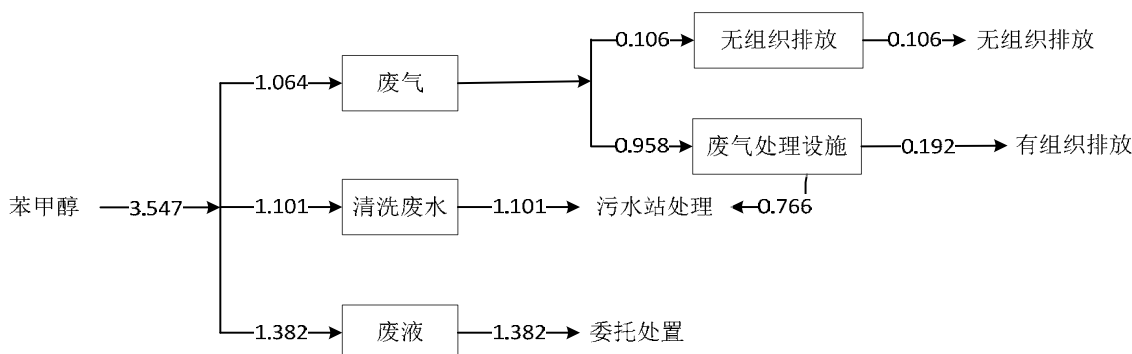 0.106
无组织排放
0.106
无组织排放
1.064
废气
0.958
废气处理设施
0.192
有组织排放
苯甲醇
3.547
1.101
清洗废水
1.101
污水站处理
0.766
1.382
废液
1.382
委托处置